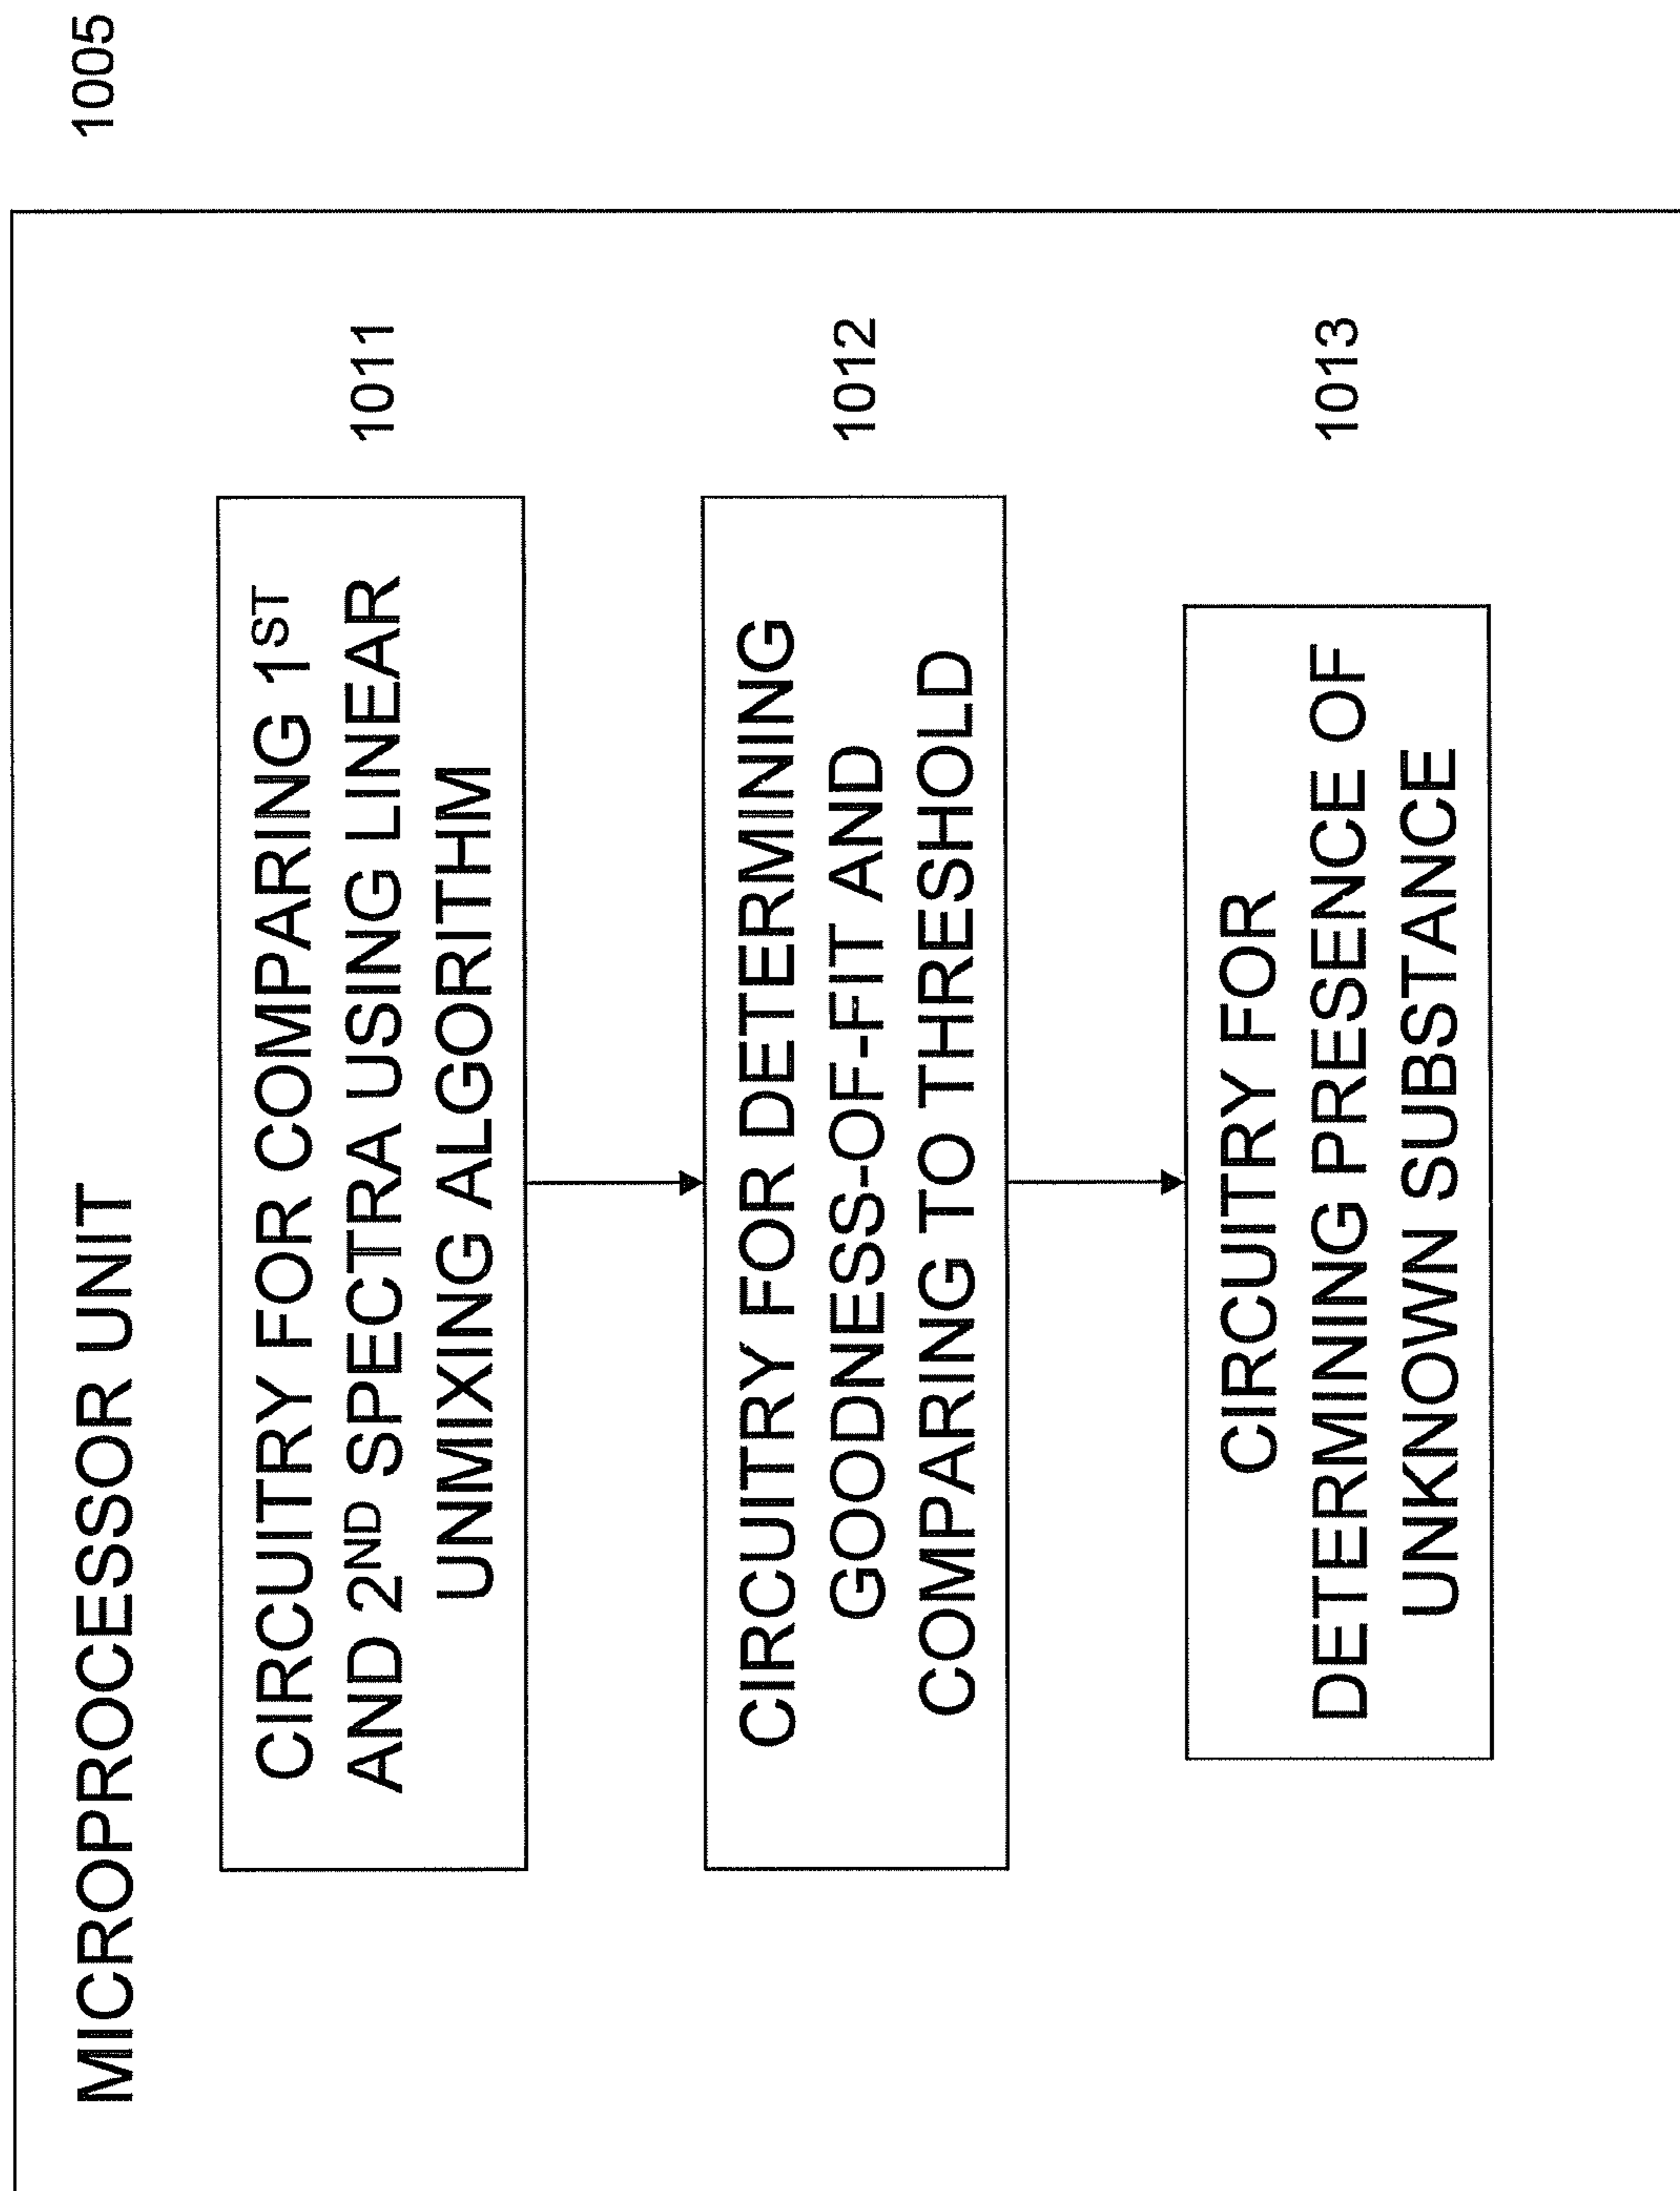 1005
MICROPROCESSOR UNIT
CIRCUITRY FOR COMPARING 1ST
AND 2ND SPECTRA USING LINEAR
UNMIXING ALGORITHM
1011
CIRCUITRY FOR DETERMINING
GOODNESS-OF-FIT AND
COMPARING TO THRESHOLD
1012
CIRCUITRY FOR
DETERMINING PRESENCE OF
UNKNOWN SUBSTANCE
1013